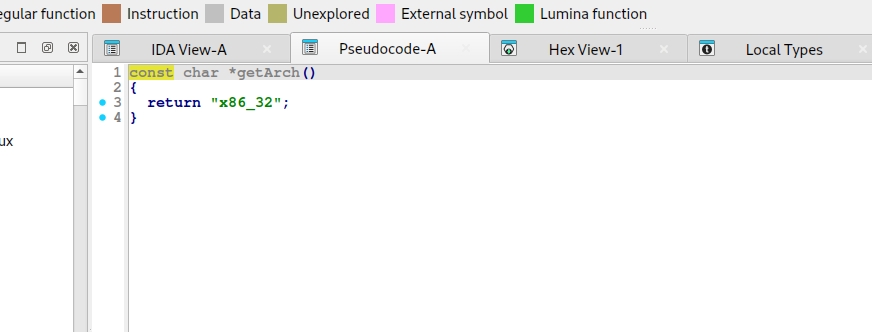 egular function Instruction Data Unexplored External symbol Lumina function
IDA View-A Pseudocode-A Hex View-1 Local Types
1 const char *getArch()
2 {
3 return "x86_32";
4 }
ux